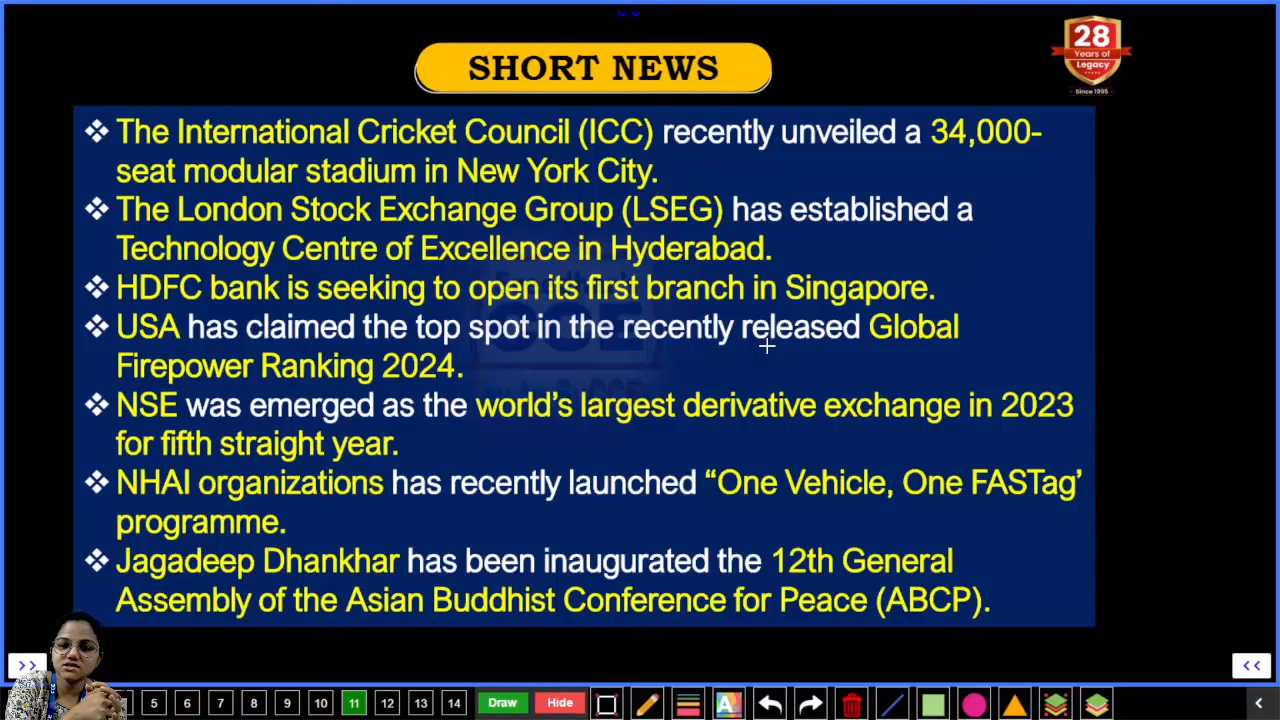 28
Years of
Legacy
Since 1995
SHORT NEWS
❖ The International Cricket Council (ICC) recently unveiled a 34,000-
seat modular stadium in New York City.
❖ The London Stock Exchange Group (LSEG) has established a
Technology Centre of Excellence in Hyderabad.
❖ HDFC bank is seeking to open its first branch in Singapore.
❖ USA has claimed the top spot in the recently released Global
Firepower Ranking 2024.
❖ NSE was emerged as the world's largest derivative exchange in 2023
for fifth straight year.
❖ NHAI organizations has recently launched “One Vehicle, One FASTag’
programme.
❖ Jagadeep Dhankhar has been inaugurated the 12th General
Assembly of the Asian Buddhist Conference for Peace (ABCP).
>> <<
5 6 7 8 9 10 11 12 13 14 Draw Hide A <